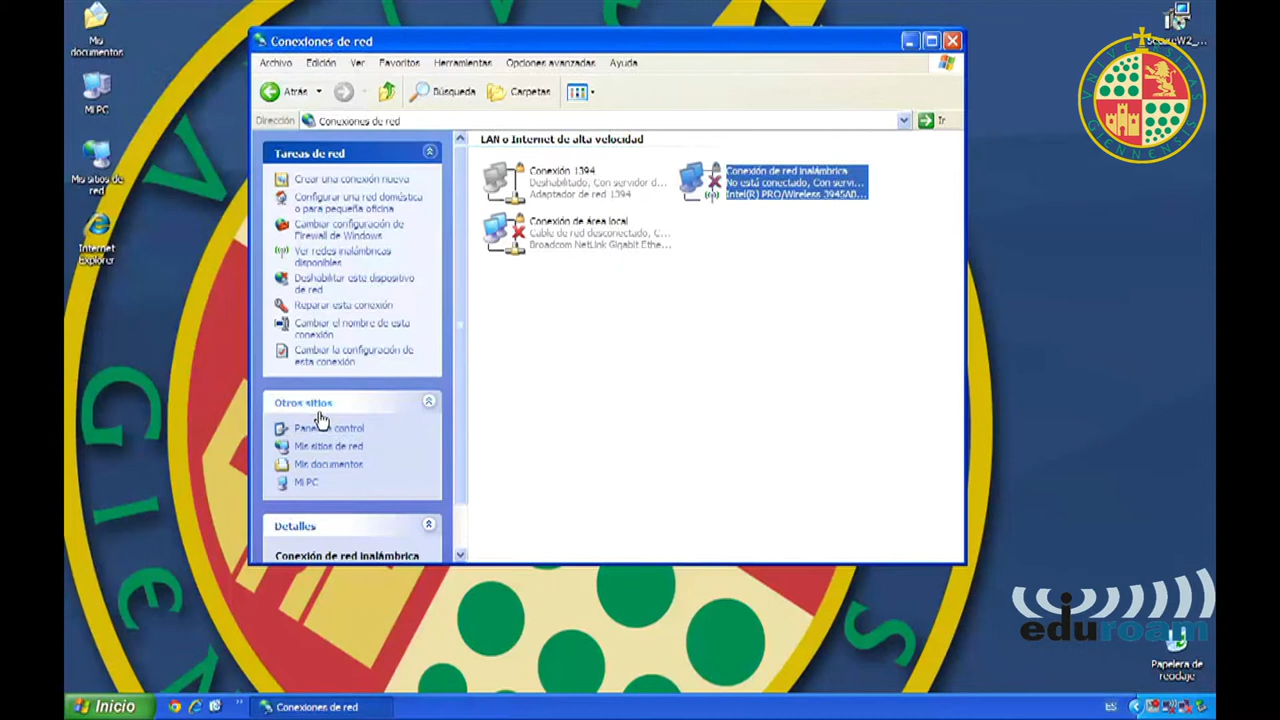 Mis
documentos
MI PC
Mis sitios de
red
Internet
Explorer
Conexiones de red
Archivo Edición Ver Favoritos Herramientas Opciones avanzadas Ayuda
Atrás Búsqueda Carpetas
Dirección Conexiones de red Ir
Tareas de red
Crear una conexión nueva
Configurar una red doméstica
o para pequeña oficina
Cambiar configuración de
Firewall de Windows
Ver redes inalámbricas
disponibles
Deshabilitar este dispositivo
de red
Reparar esta conexión
Cambiar el nombre de esta
conexión
Cambiar la configuración de
esta conexión
Otros sitios
Panel de control
Mis sitios de red
Mis documentos
Mi PC
Detalles
Conexión de red inalámbrica
LAN o Internet de alta velocidad
Conexión 1394
Deshabilitado, Con servidor d...
Adaptador de red 1394
Conexión de red inalámbrica
No está conectado, Con servi...
Intel(R) PRO/Wireless 3945AB...
Conexión de área local
Cable de red desconectado, C...
Broadcom NetLink Gigabit Ethe...
SecureW2_...
UNIVERSITAS
GIENNENSIS
eduroam
Papelera de
reciclaje
Inicio
Conexiones de red
ES